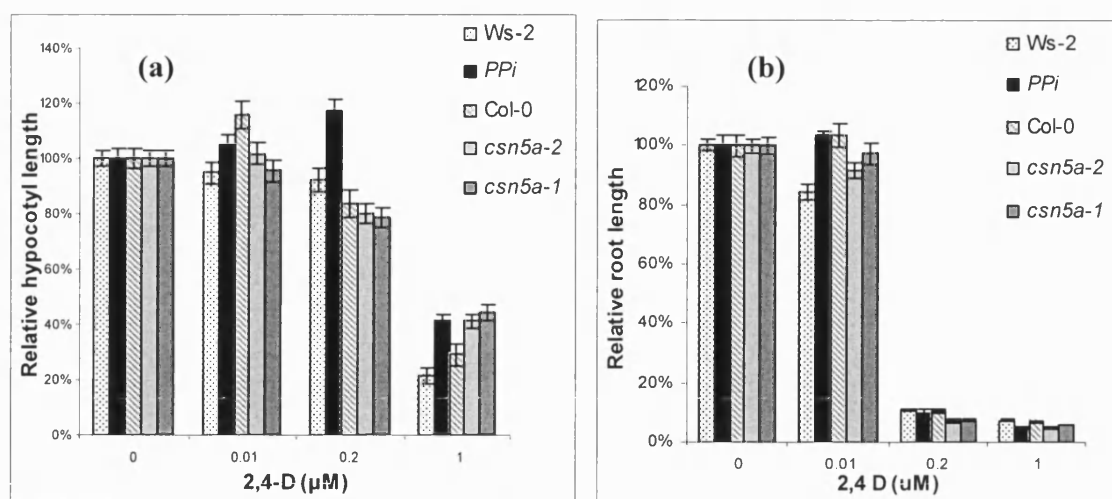 (a)
Relative hypocotyl length
140%
120%
100%
80%
60%
40%
20%
0%
0
0.01
0.2
1
2,4-D (µM)
Ws-2
PPi
Col-0
csn5a-2
csn5a-1
(b)
Relative root length
120%
100%
80%
60%
40%
20%
0%
0
0.01
0.2
1
2,4 D (uM)
Ws-2
PPi
Col-0
csn5a-2
csn5a-1